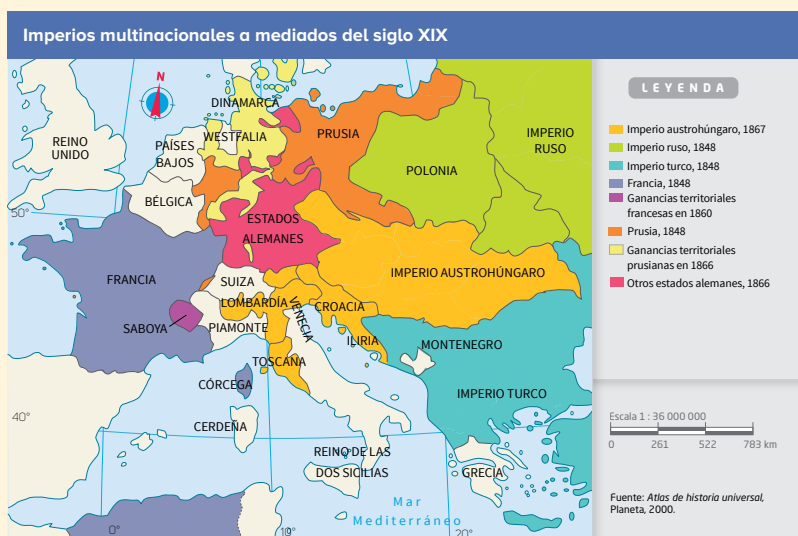 Imperios multinacionales a mediados del siglo XIX
N
DINAMARCA
REINO
UNIDO
PAÍSES
BAJOS
WESTFALIA
PRUSIA
IMPERIO
RUSO
POLONIA
BÉLGICA
50°
ESTADOS
ALEMANES
FRANCIA
SUIZA
IMPERIO AUSTROHÚNGARO
LOMBARDÍA
VENECIA
CROACIA
SABOYA
PIAMONTE
ILIRIA
MONTENEGRO
TOSCANA
CÓRCEGA
IMPERIO TURCO
40°
CERDEÑA
REINO DE LAS
DOS SICILIAS
GRECIA
Mar
Mediterráneo
0°
10°
20°
LEYENDA
Imperio austrohúngaro, 1867
Imperio ruso, 1848
Imperio turco, 1848
Francia, 1848
Ganancias territoriales
francesas en 1860
Prusia, 1848
Ganancias territoriales
prusianas en 1866
Otros estados alemanes, 1866
Escala 1 : 36 000 000
0 261 522 783 km
Fuente: Atlas de historia universal,
Planeta, 2000.